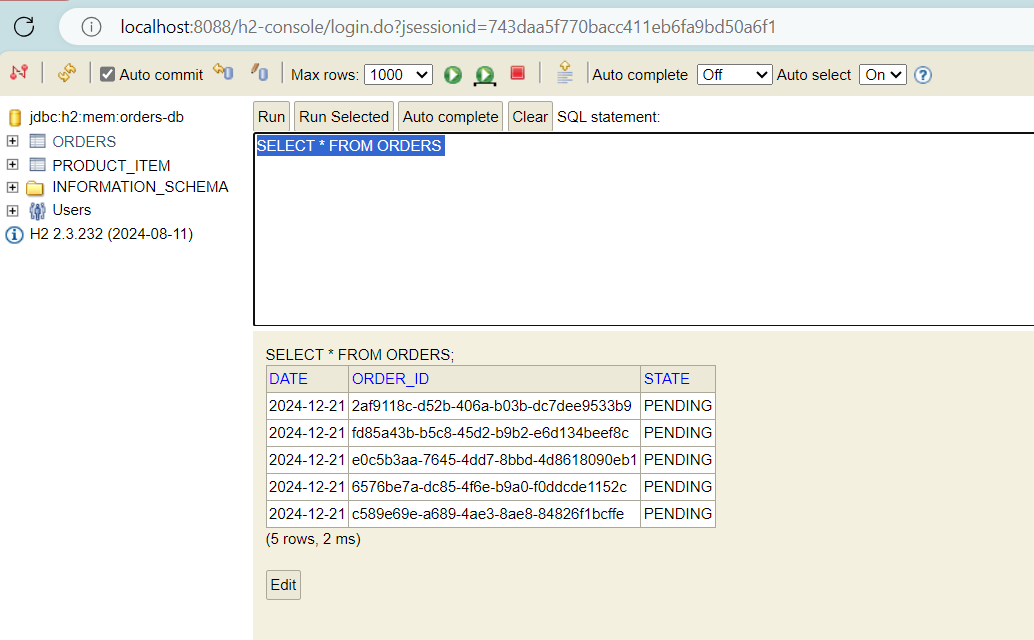 localhost:8088/h2-console/login.do?jsessionid=743daa5f770bacc411eb6fa9bd50a6f1
Auto commit Max rows: 1000 Auto complete Off Auto select On
jdbc:h2:mem:orders-db
ORDERS
PRODUCT_ITEM
INFORMATION_SCHEMA
Users
H2 2.3.232 (2024-08-11)
Run Run Selected Auto complete Clear SQL statement:
SELECT * FROM ORDERS
SELECT * FROM ORDERS;
DATE ORDER_ID STATE
2024-12-21 2af9118c-d52b-406a-b03b-dc7dee9533b9 PENDING
2024-12-21 fd85a43b-b5c8-45d2-b9b2-e6d134beef8c PENDING
2024-12-21 e0c5b3aa-7645-4dd7-8bbd-4d8618090eb1 PENDING
2024-12-21 6576be7a-dc85-4f6e-b9a0-f0ddcde1152c PENDING
2024-12-21 c589e69e-a689-4ae3-8ae8-84826f1bcffe PENDING
(5 rows, 2 ms)
Edit